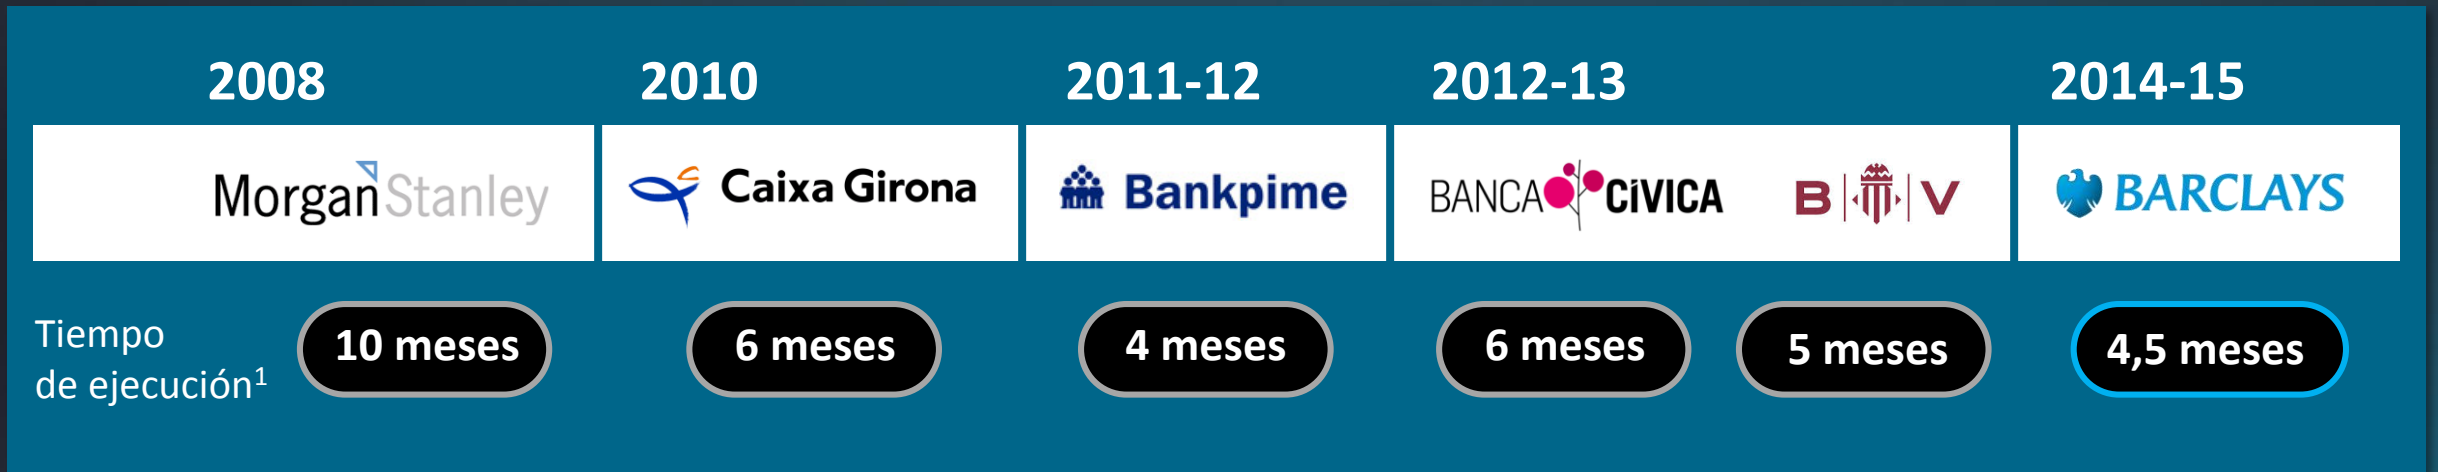 2008 2010 2011-12 2012-13 2014-15
Morgan Stanley Caixa Girona Bankpime BANCA CÍVICA B V BARCLAYS
Tiempo
de ejecución¹
10 meses 6 meses 4 meses 6 meses 5 meses 4,5 meses